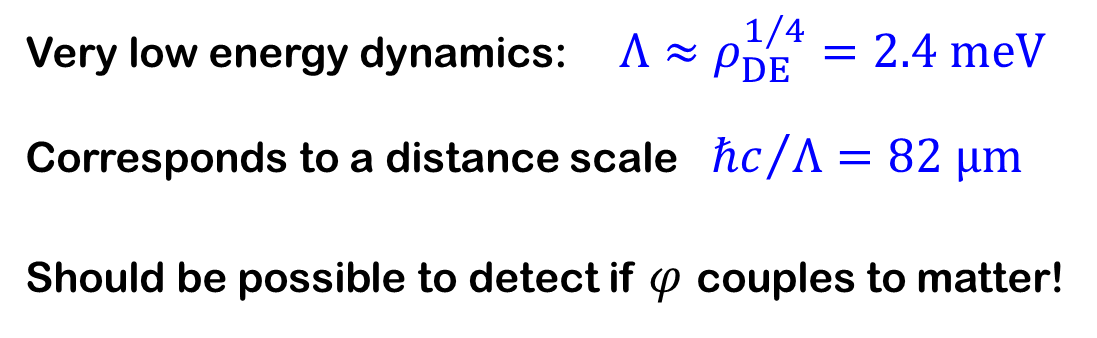 Very low energy dynamics: Λ ≈ ρ_DE^1/4 = 2.4 meV
Corresponds to a distance scale ℏc/Λ = 82 μm
Should be possible to detect if φ couples to matter!